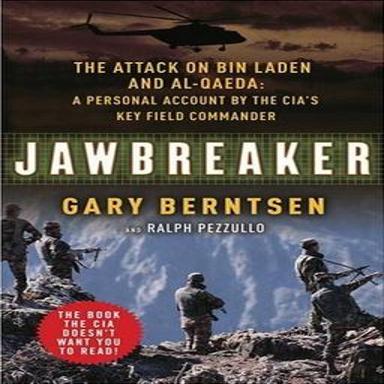 THE ATTACK ON BIN LADEN
AND AL-QAEDA:
A PERSONAL ACCOUNT BY THE CIA'S
KEY FIELD COMMANDER
JAWBREAKER
GARY BERNTSEN
AND RALPH PEZZULLO
THE BOOK
THE CIA
DOESN'T
WANT YOU
TO READ!